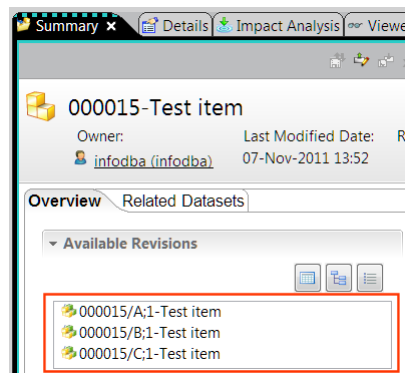 Summary Details Impact Analysis Viewe
000015-Test item
Owner: Last Modified Date: R
infodba (infodba) 07-Nov-2011 13:52
Overview Related Datasets
Available Revisions
000015/A;1-Test item
000015/B;1-Test item
000015/C;1-Test item